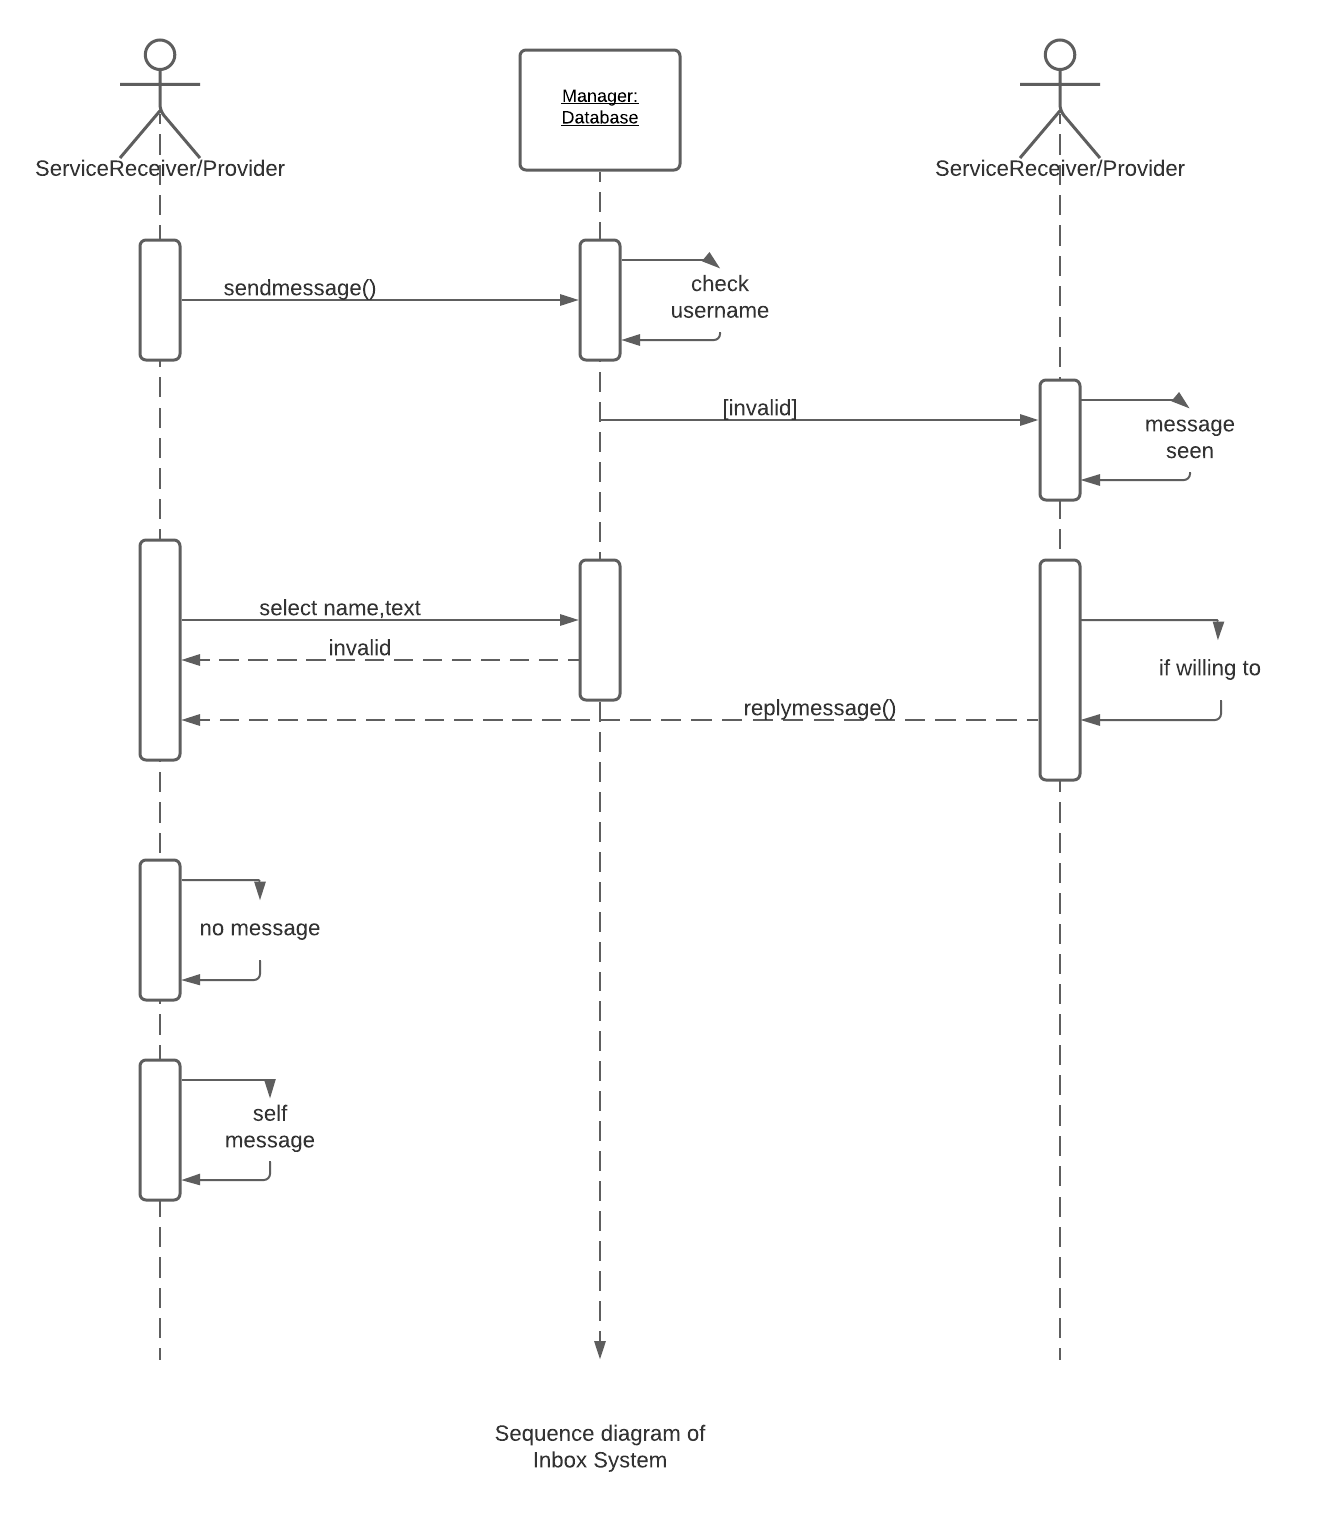 Manager:
Database
ServiceReceiver/Provider
ServiceReceiver/Provider
sendmessage()
check
username
[invalid]
message
seen
select name,text
invalid
if willing to
replymessage()
no message
self
message
Sequence diagram of
Inbox System